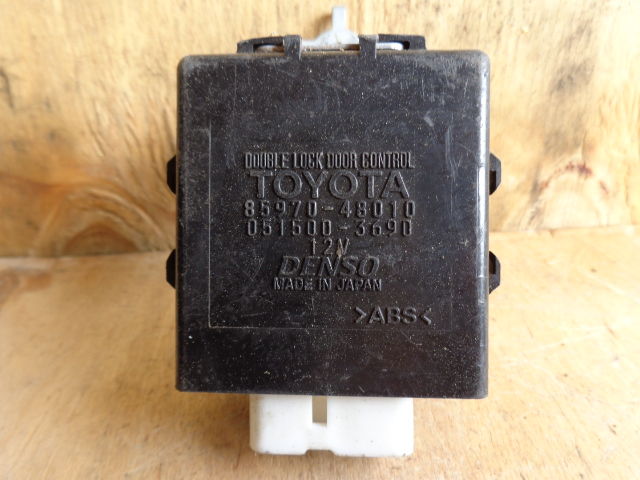 DOUBLE LOCK DOOR CONTROL
TOYOTA
85970-48010
051500-3690
12V
DENSO
MADE IN JAPAN
>ABS<